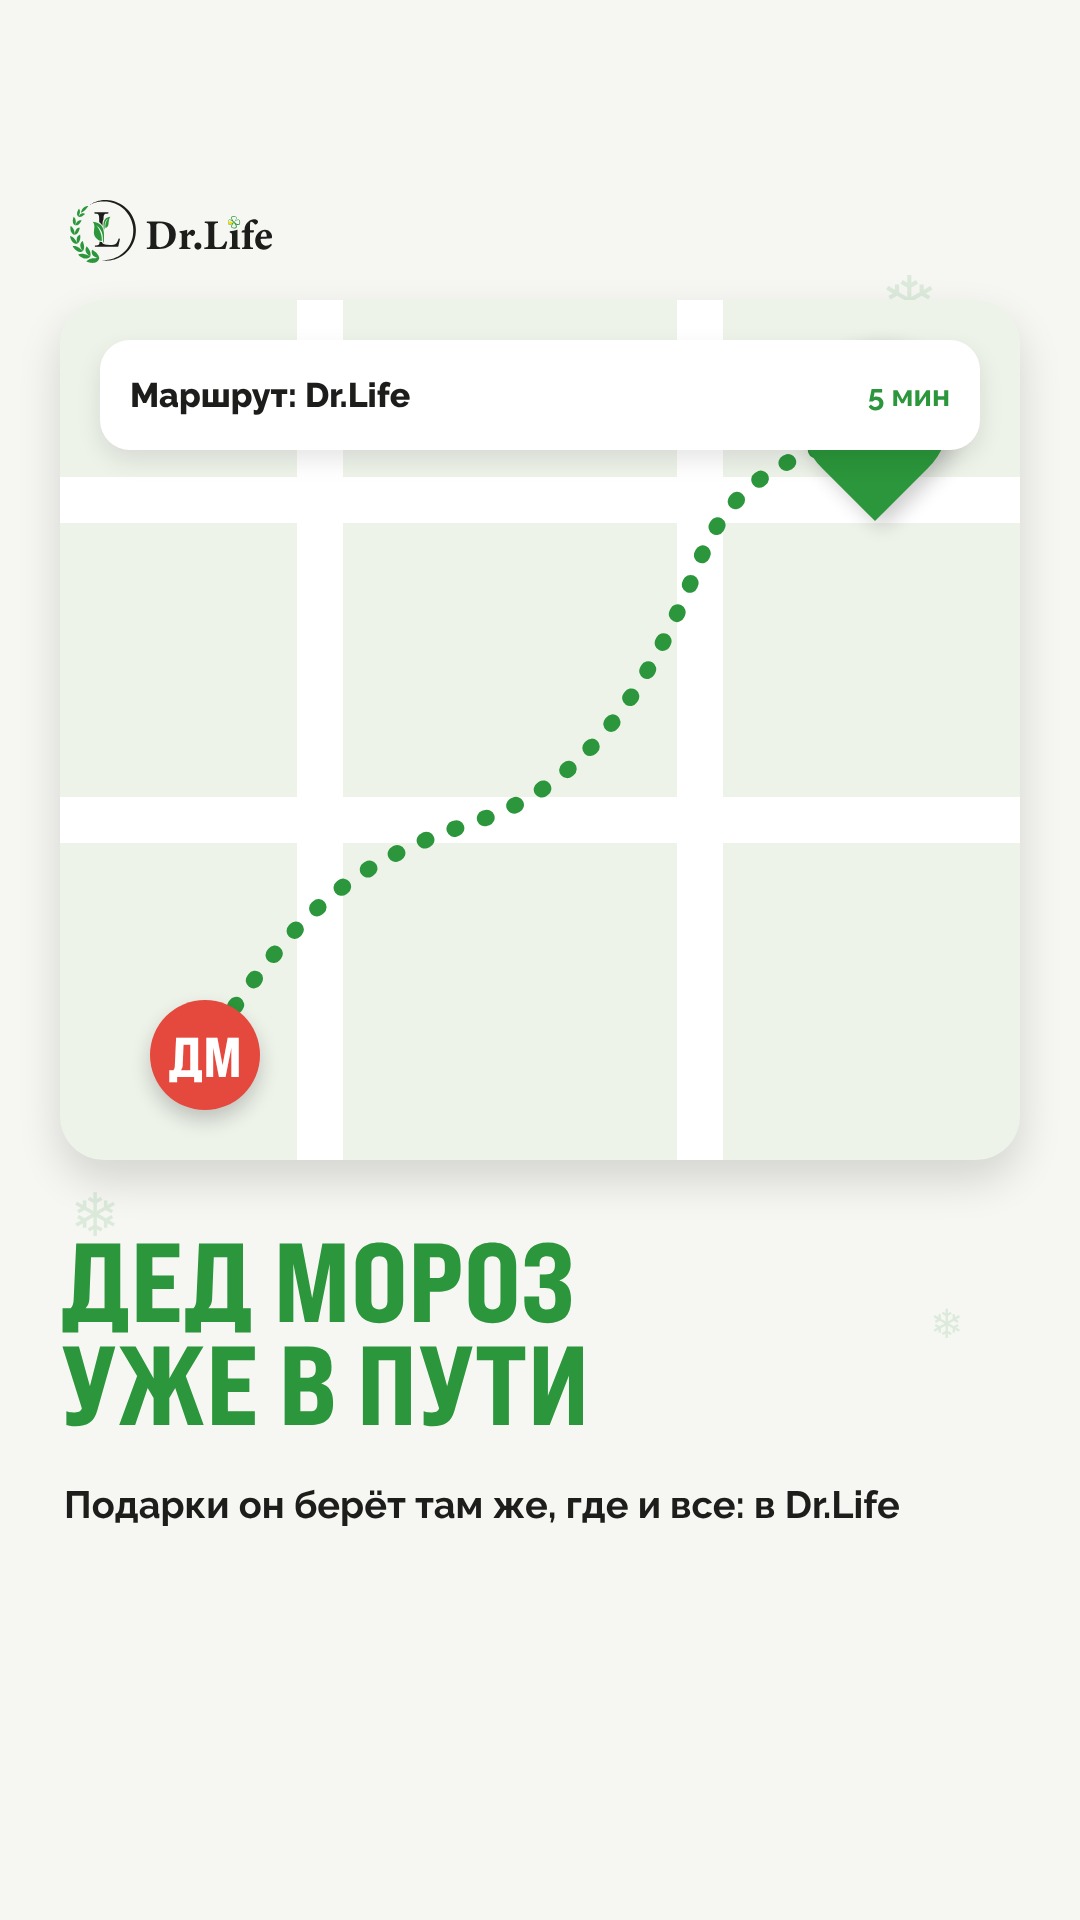 Dr.Life
Маршрут: Dr.Life
5 мин
ДМ
ДЕД МОРОЗ
УЖЕ В ПУТИ
Подарки он берёт там же, где и все: в Dr.Life